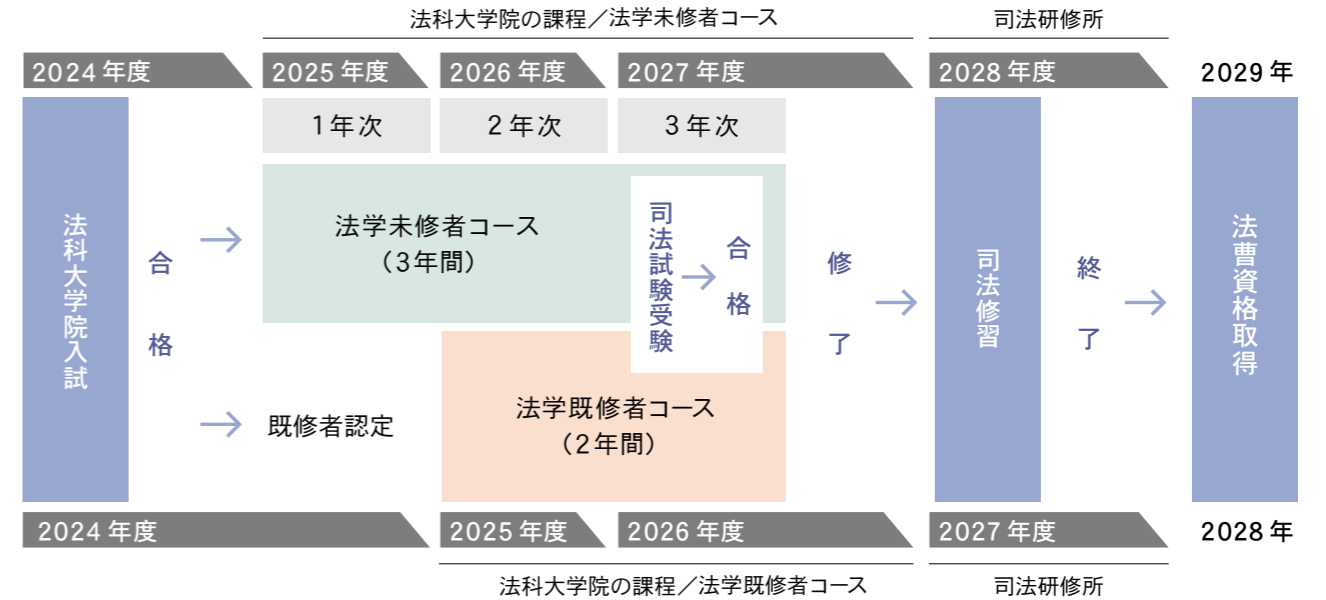 法科大学院の課程／法学未修者コース
司法研修所
2024年度
2025年度
2026年度
2027年度
2028年度
2029年
1年次
2年次
3年次
法科大学院入試
合格
法学未修者コース
（3年間）
司法試験受験
合格
修了
司法修習
終了
法曹資格取得
既修者認定
法学既修者コース
（2年間）
2024年度
2025年度
2026年度
2027年度
2028年
法科大学院の課程／法学既修者コース
司法研修所